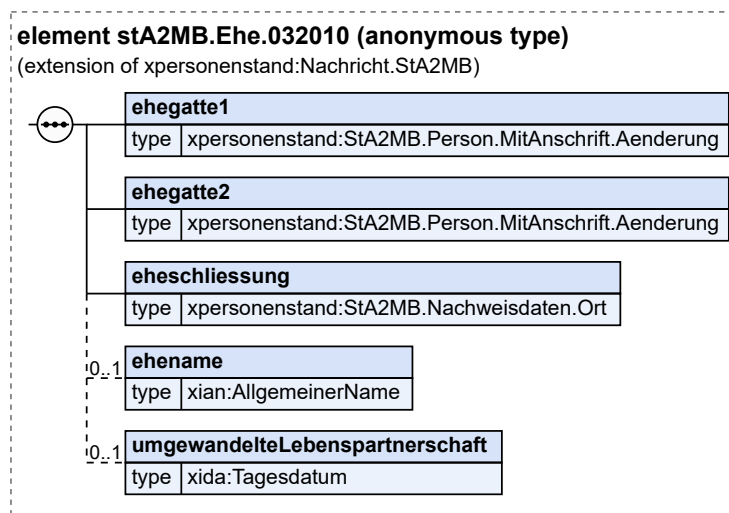 element stA2MB.Ehe.032010 (anonymous type)
(extension of xpersonenstand:Nachricht.StA2MB)
ehegatte1
type xpersonenstand:StA2MB.Person.MitAnschrift.Aenderung
ehegatte2
type xpersonenstand:StA2MB.Person.MitAnschrift.Aenderung
eheschliessung
type xpersonenstand:StA2MB.Nachweisdaten.Ort
0..1 ehename
type xian:AllgemeinerName
0..1 umgewandelteLebenspartnerschaft
type xida:Tagesdatum